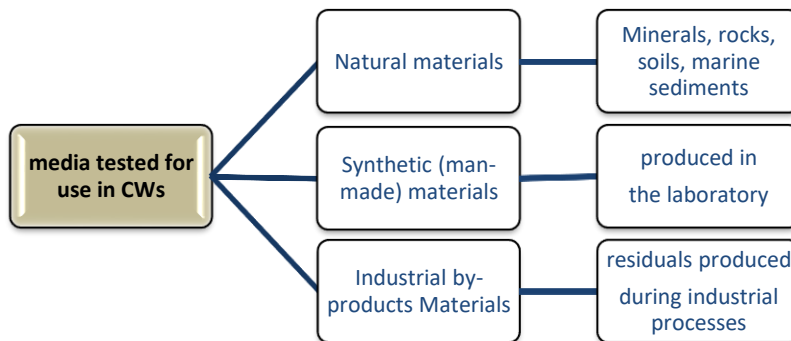 media tested for
use in CWs
Natural materials
Minerals, rocks,
soils, marine
sediments
Synthetic (man-
made) materials
produced in
the laboratory
Industrial by-
products Materials
residuals produced
during industrial
processes